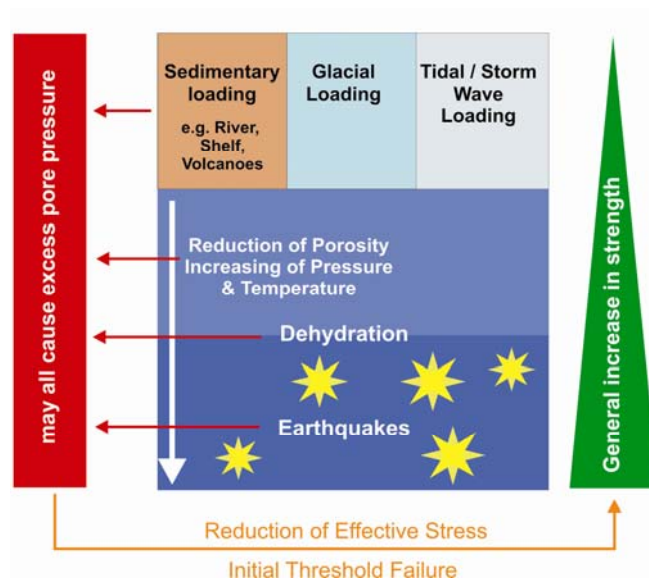 may all cause excess pore pressure
Sedimentary
loading
e.g. River,
Shelf,
Volcanoes
Glacial
Loading
Tidal / Storm
Wave
Loading
Reduction of Porosity
Increasing of Pressure
& Temperature
Dehydration
Earthquakes
General increase in strength
Reduction of Effective Stress
Initial Threshold Failure